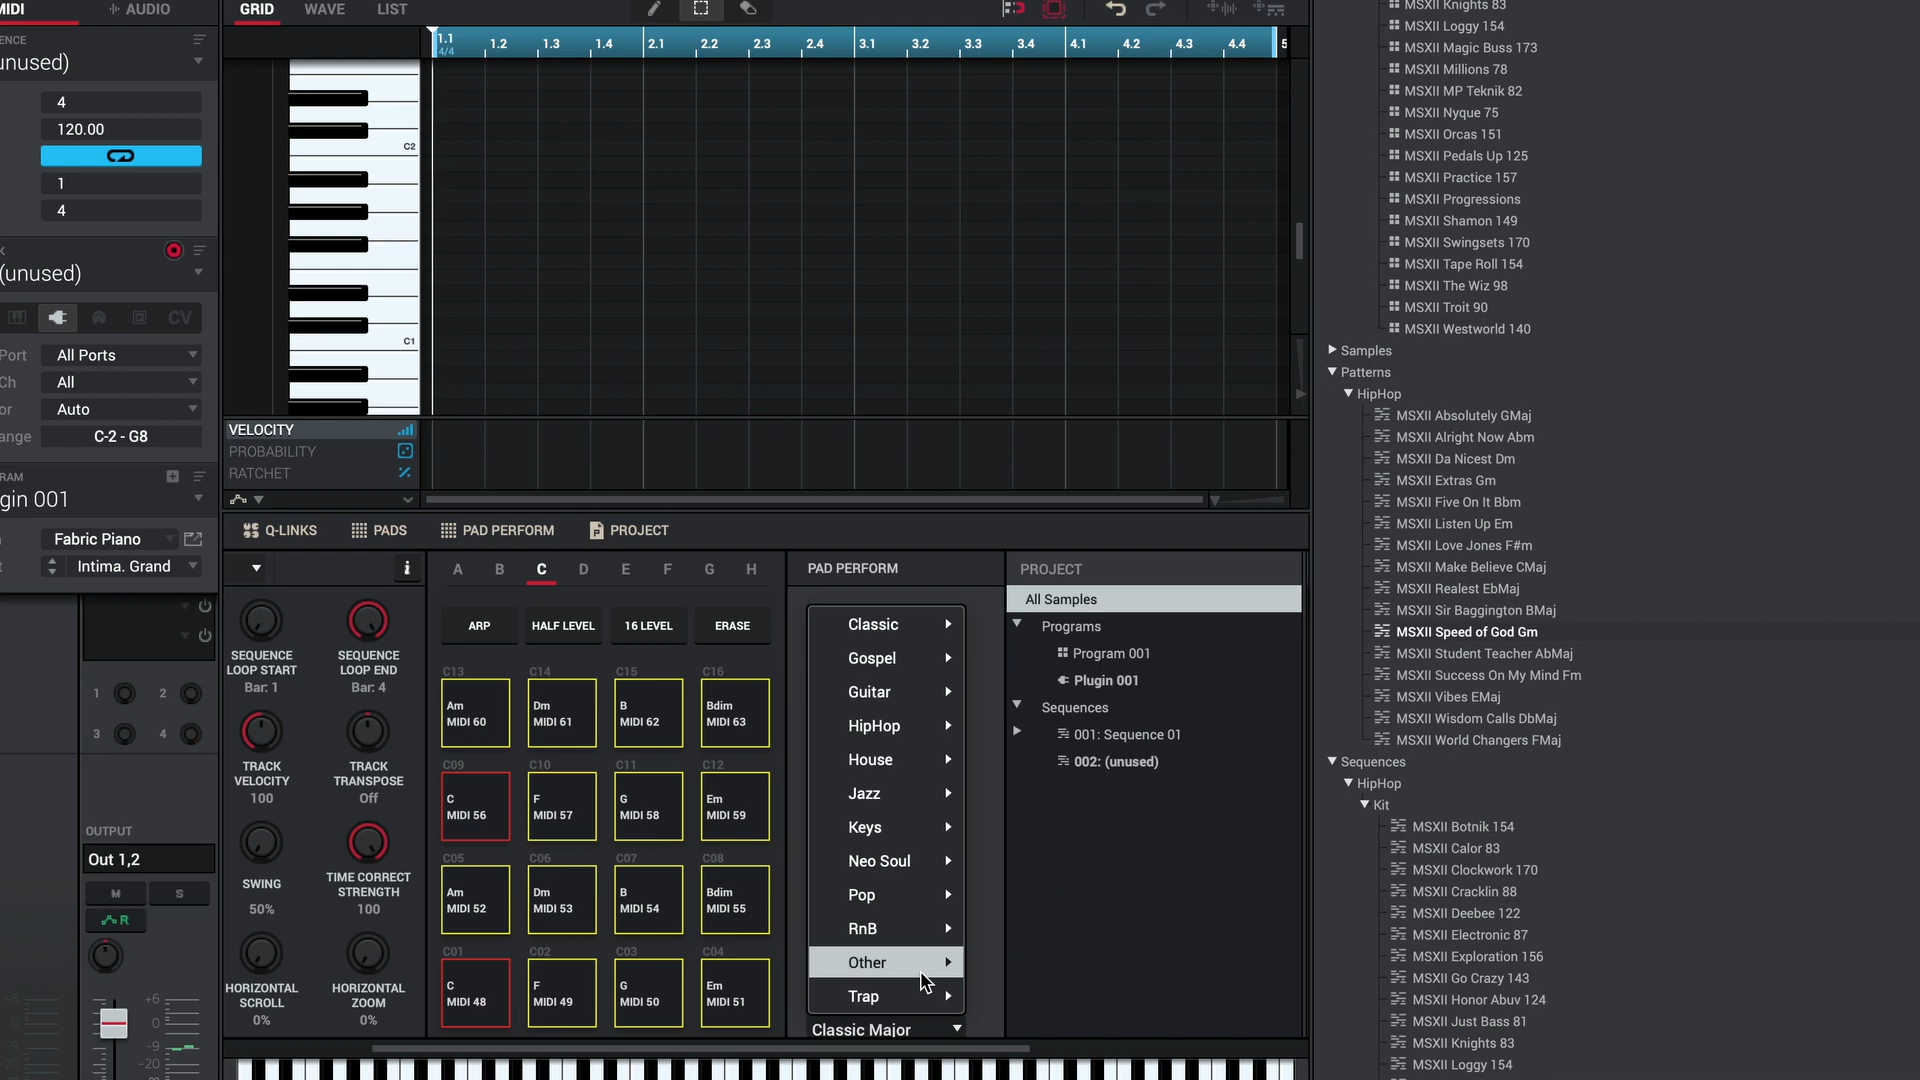 MIDI
AUDIO
GRID
WAVE
LIST
ENCE
unused)
4
120.00
1
4
K
(unused)
CV
Port
All Ports
Ch
All
or
Auto
ange
C-2 - G8
RAM
gin 001
Fabric Piano
t
Intima. Grand
1.1
4/4
1.2
1.3
1.4
2.1
2.2
2.3
2.4
3.1
3.2
3.3
3.4
4.1
4.2
4.3
4.4
5
C2
C1
VELOCITY
PROBABILITY
RATCHET
Q-LINKS
PADS
PAD PERFORM
PROJECT
1
2
3
4
OUTPUT
Out 1,2
M
S
R
+6
0
-9
-20
+6
0
-9
-20
SEQUENCE
LOOP START
Bar: 1
SEQUENCE
LOOP END
Bar: 4
TRACK
VELOCITY
100
TRACK
TRANSPOSE
Off
SWING
50%
TIME CORRECT
STRENGTH
100
HORIZONTAL
SCROLL
0%
HORIZONTAL
ZOOM
0%
i
A
B
C
D
E
F
G
H
ARP
HALF LEVEL
16 LEVEL
ERASE
C13
C14
C15
C16
Am
MIDI 60
Dm
MIDI 61
B
MIDI 62
Bdim
MIDI 63
C09
C10
C11
C12
C
MIDI 56
F
MIDI 57
G
MIDI 58
Em
MIDI 59
C05
C06
C07
C08
Am
MIDI 52
Dm
MIDI 53
B
MIDI 54
Bdim
MIDI 55
C01
C02
C03
C04
C
MIDI 48
F
MIDI 49
G
MIDI 50
Em
MIDI 51
PAD PERFORM
Classic
Gospel
Guitar
HipHop
House
Jazz
Keys
Neo Soul
Pop
RnB
Other
Trap
Classic Major
PROJECT
All Samples
Programs
Program 001
Plugin 001
Sequences
001: Sequence 01
002: (unused)
MSXII Knights 83
MSXII Loggy 154
MSXII Magic Buss 173
MSXII Millions 78
MSXII MP Teknik 82
MSXII Nyque 75
MSXII Orcas 151
MSXII Pedals Up 125
MSXII Practice 157
MSXII Progressions
MSXII Shamon 149
MSXII Swingsets 170
MSXII Tape Roll 154
MSXII The Wiz 98
MSXII Troit 90
MSXII Westworld 140
Samples
Patterns
HipHop
MSXII Absolutely GMaj
MSXII Alright Now Abm
MSXII Da Nicest Dm
MSXII Extras Gm
MSXII Five On It Bbm
MSXII Listen Up Em
MSXII Love Jones F#m
MSXII Make Believe CMaj
MSXII Realest EbMaj
MSXII Sir Baggington BMaj
MSXII Speed of God Gm
MSXII Student Teacher AbMaj
MSXII Success On My Mind Fm
MSXII Vibes EMaj
MSXII Wisdom Calls DbMaj
MSXII World Changers FMaj
Sequences
HipHop
Kit
MSXII Botnik 154
MSXII Calor 83
MSXII Clockwork 170
MSXII Cracklin 88
MSXII Deebee 122
MSXII Electronic 87
MSXII Exploration 156
MSXII Go Crazy 143
MSXII Honor Abuv 124
MSXII Just Bass 81
MSXII Knights 83
MSXII Loggy 154